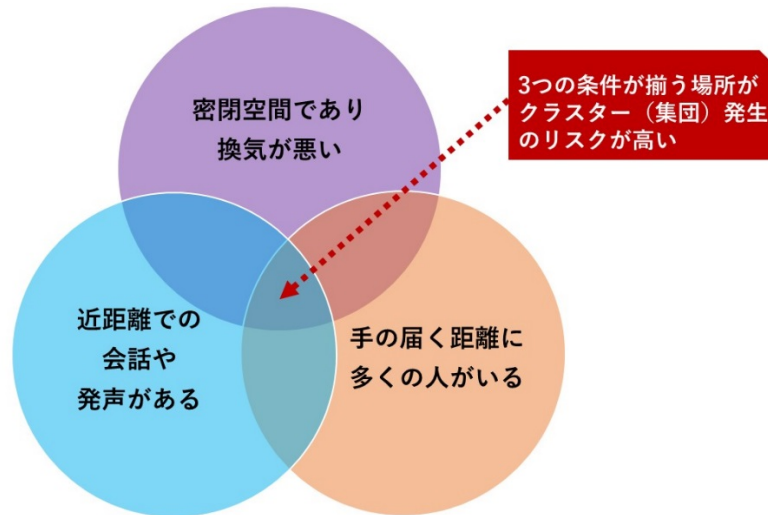 密閉空間であり
換気が悪い
3つの条件が揃う場所が
クラスター（集団）発生
のリスクが高い
近距離での
会話や
発声がある
手の届く距離に
多くの人がいる